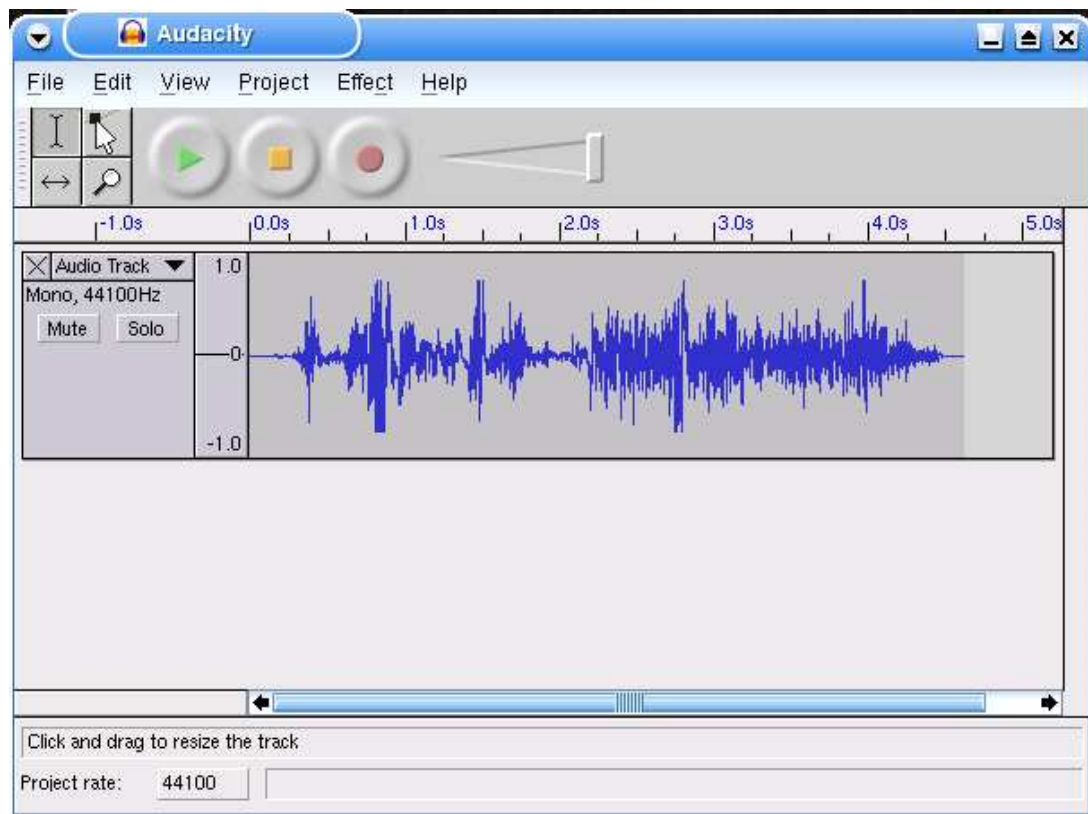 Audacity
File Edit View Project Effect Help
-1.0s 0.0s 1.0s 2.0s 3.0s 4.0s 5.0s
Audio Track 1.0
Mono, 44100Hz
Mute Solo
0
-1.0
Click and drag to resize the track
Project rate: 44100